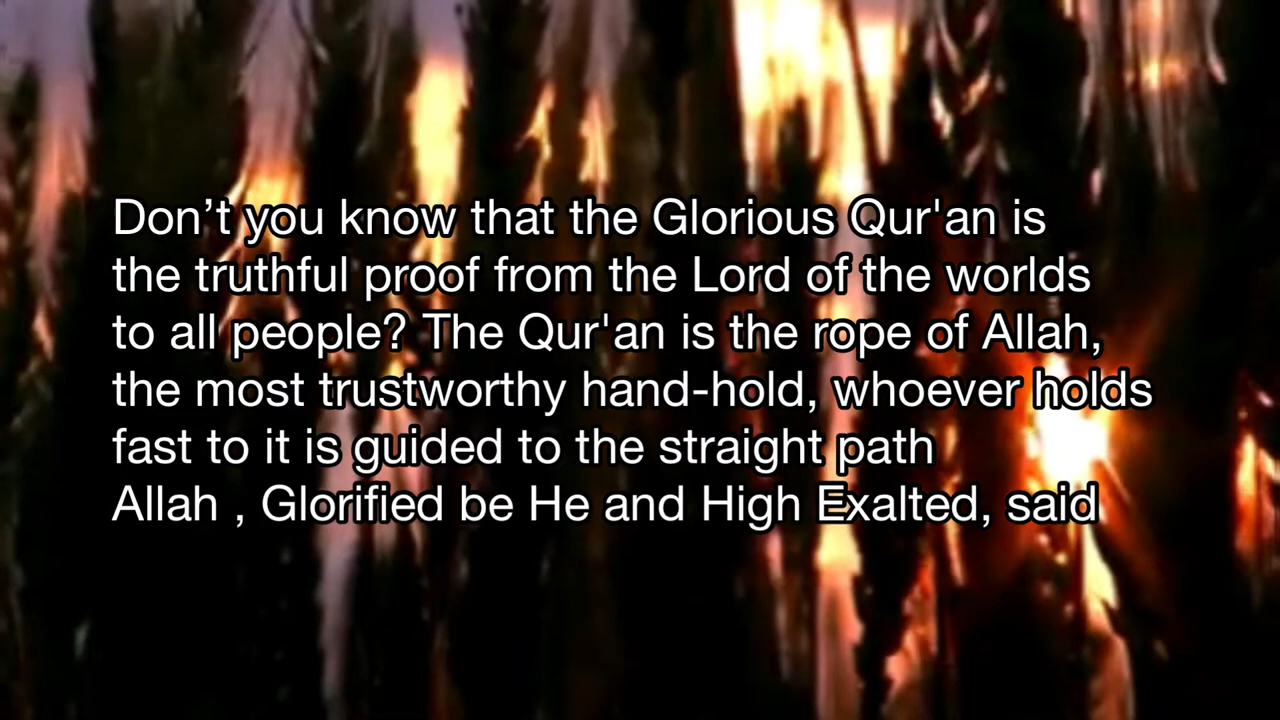 Don’t you know that the Glorious Qur'an is
the truthful proof from the Lord of the worlds
to all people? The Qur'an is the rope of Allah,
the most trustworthy hand-hold, whoever holds
fast to it is guided to the straight path
Allah , Glorified be He and High Exalted, said